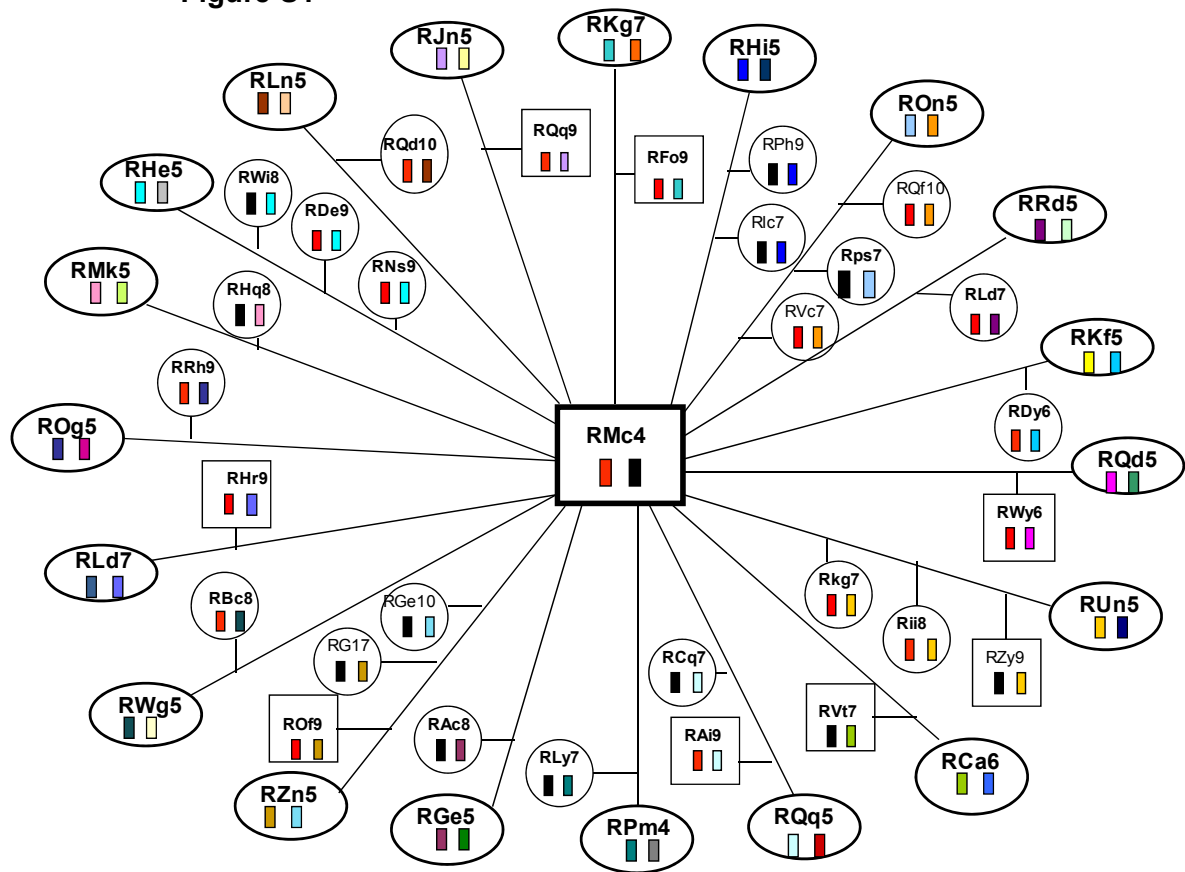 Figure S1
RKg7
RJn5
RHi5
RLn5
ROn5
RQq9
RQd10
RFo9
RPh9
RHe5
RWi8
RQf10
RRd5
RDe9
RIc7
RMk5
RNs9
Rps7
RHq8
RLd7
RVc7
RKf5
RRh9
RDy6
ROg5
RMc4
RQd5
RHr9
RWy6
RLd7
RBc8
RGe10
Rkg7
RUn5
Rii8
RG17
RCq7
RZy9
RWg5
RVt7
ROf9
RAc8
RAi9
RLy7
RCa6
RZn5
RGe5
RPm4
RQq5